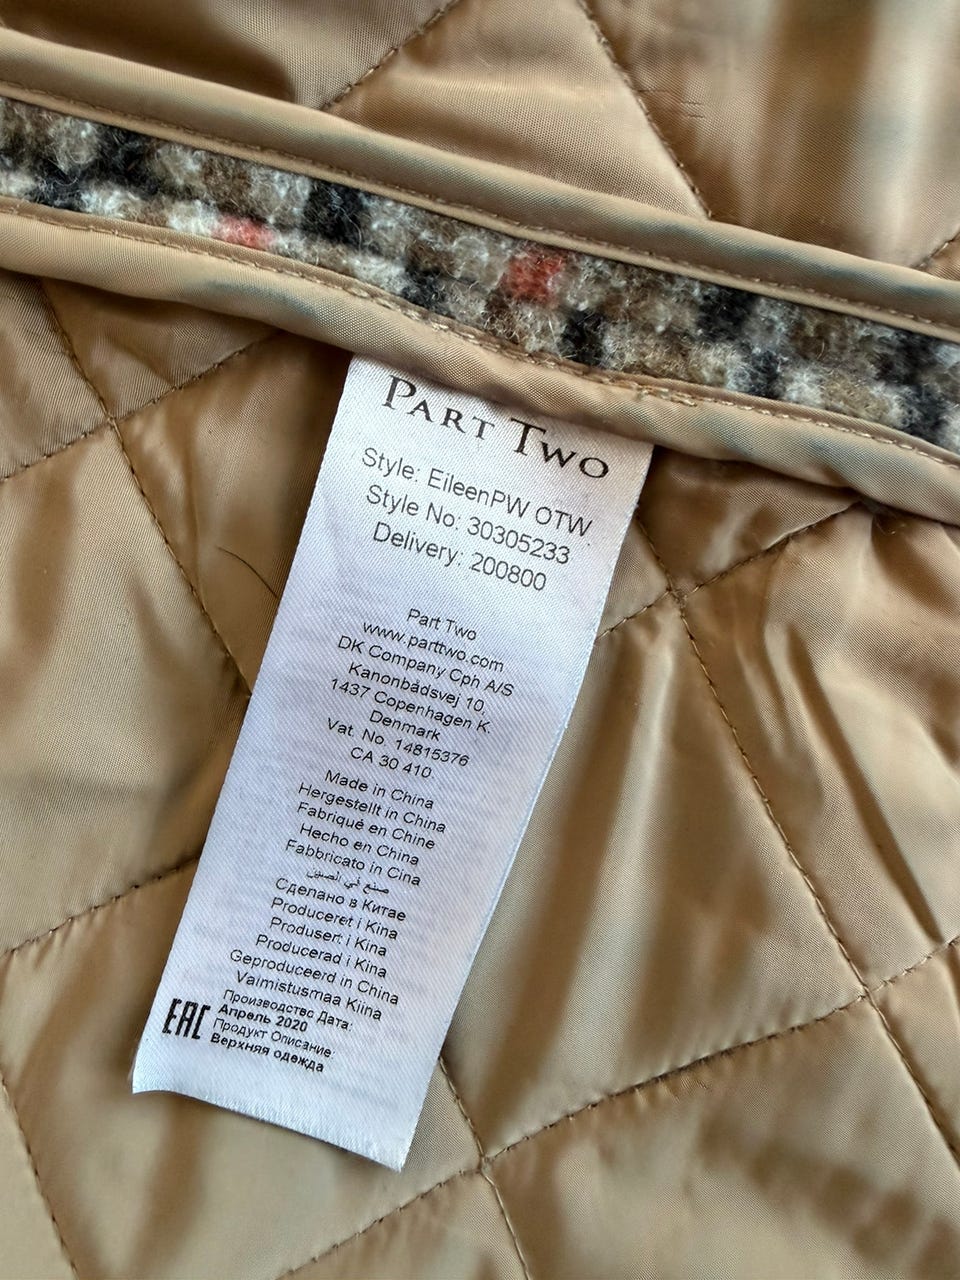 PART TWO
Style: EileenPW OTW
Style No: 30305233
Delivery: 200800
Part Two
www.parttwo.com
DK Company Cph A/S
Kanonbådsvej 10,
1437 Copenhagen K.
Denmark
Vat. No. 14815376
CA 30 410
Made in China
Hergestellt in China
Fabriqué en Chine
Hecho en China
Fabbricato in Cina
صنع في الصين
Сделано в Китае
Produceret i Kina
Produsert i Kina
Producerad i Kina
Geproduceerd in China
Vaimistusmaa Kiina
EAC
Производство Дата:
Апрель 2020
Продукт Описание:
Верхняя одежда